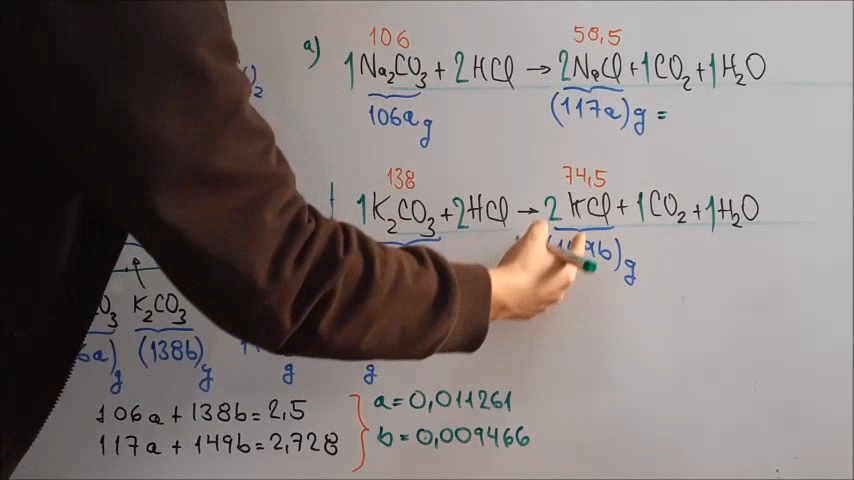 106 58,5
a) 1Na₂CO₃ + 2HCl → 2NaCl + 1CO₂ + 1H₂O
106a g (117a)g =
138 74,5
1K₂CO₃ + 2HCl → 2KCl + 1CO₂ + 1H₂O
g
K₂CO₃
(138b)g
g g
106a + 138b = 2,5
117a + 149b = 2,728
a = 0,011261
b = 0,009466